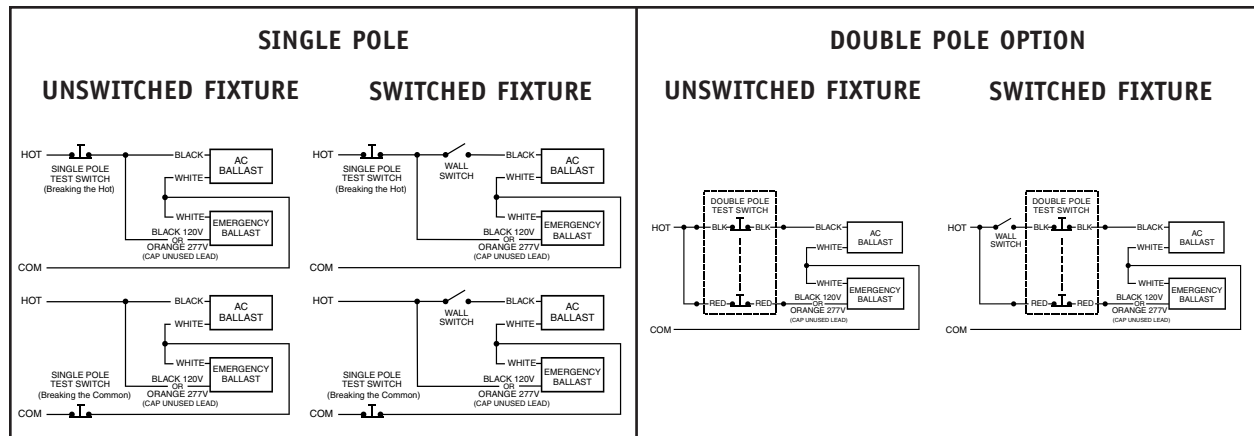 SINGLE POLE
UNSWITCHED FIXTURE
HOT
SINGLE POLE
TEST SWITCH
(Breaking the Hot)
BLACK
AC
BALLAST
WHITE
WHITE
EMERGENCY
BALLAST
BLACK 120V
OR
ORANGE 277V
(CAP UNUSED LEAD)
COM
HOT
BLACK
AC
BALLAST
WHITE
WHITE
EMERGENCY
BALLAST
SINGLE POLE
TEST SWITCH
(Breaking the Common)
BLACK 120V
OR
ORANGE 277V
(CAP UNUSED LEAD)
COM
SWITCHED FIXTURE
HOT
SINGLE POLE
TEST SWITCH
(Breaking the Hot)
WALL
SWITCH
BLACK
AC
BALLAST
WHITE
WHITE
EMERGENCY
BALLAST
BLACK 120V
OR
ORANGE 277V
(CAP UNUSED LEAD)
COM
HOT
WALL
SWITCH
BLACK
AC
BALLAST
WHITE
WHITE
EMERGENCY
BALLAST
SINGLE POLE
TEST SWITCH
(Breaking the Common)
BLACK 120V
OR
ORANGE 277V
(CAP UNUSED LEAD)
COM
DOUBLE POLE OPTION
UNSWITCHED FIXTURE
DOUBLE POLE
TEST SWITCH
HOT
BLK
BLK
BLACK
AC
BALLAST
WHITE
WHITE
EMERGENCY
BALLAST
RED
RED
BLACK 120V
OR
ORANGE 277V
(CAP UNUSED LEAD)
COM
SWITCHED FIXTURE
DOUBLE POLE
TEST SWITCH
HOT
WALL
SWITCH
BLK
BLK
BLACK
AC
BALLAST
WHITE
WHITE
EMERGENCY
BALLAST
RED
RED
BLACK 120V
OR
ORANGE 277V
(CAP UNUSED LEAD)
COM